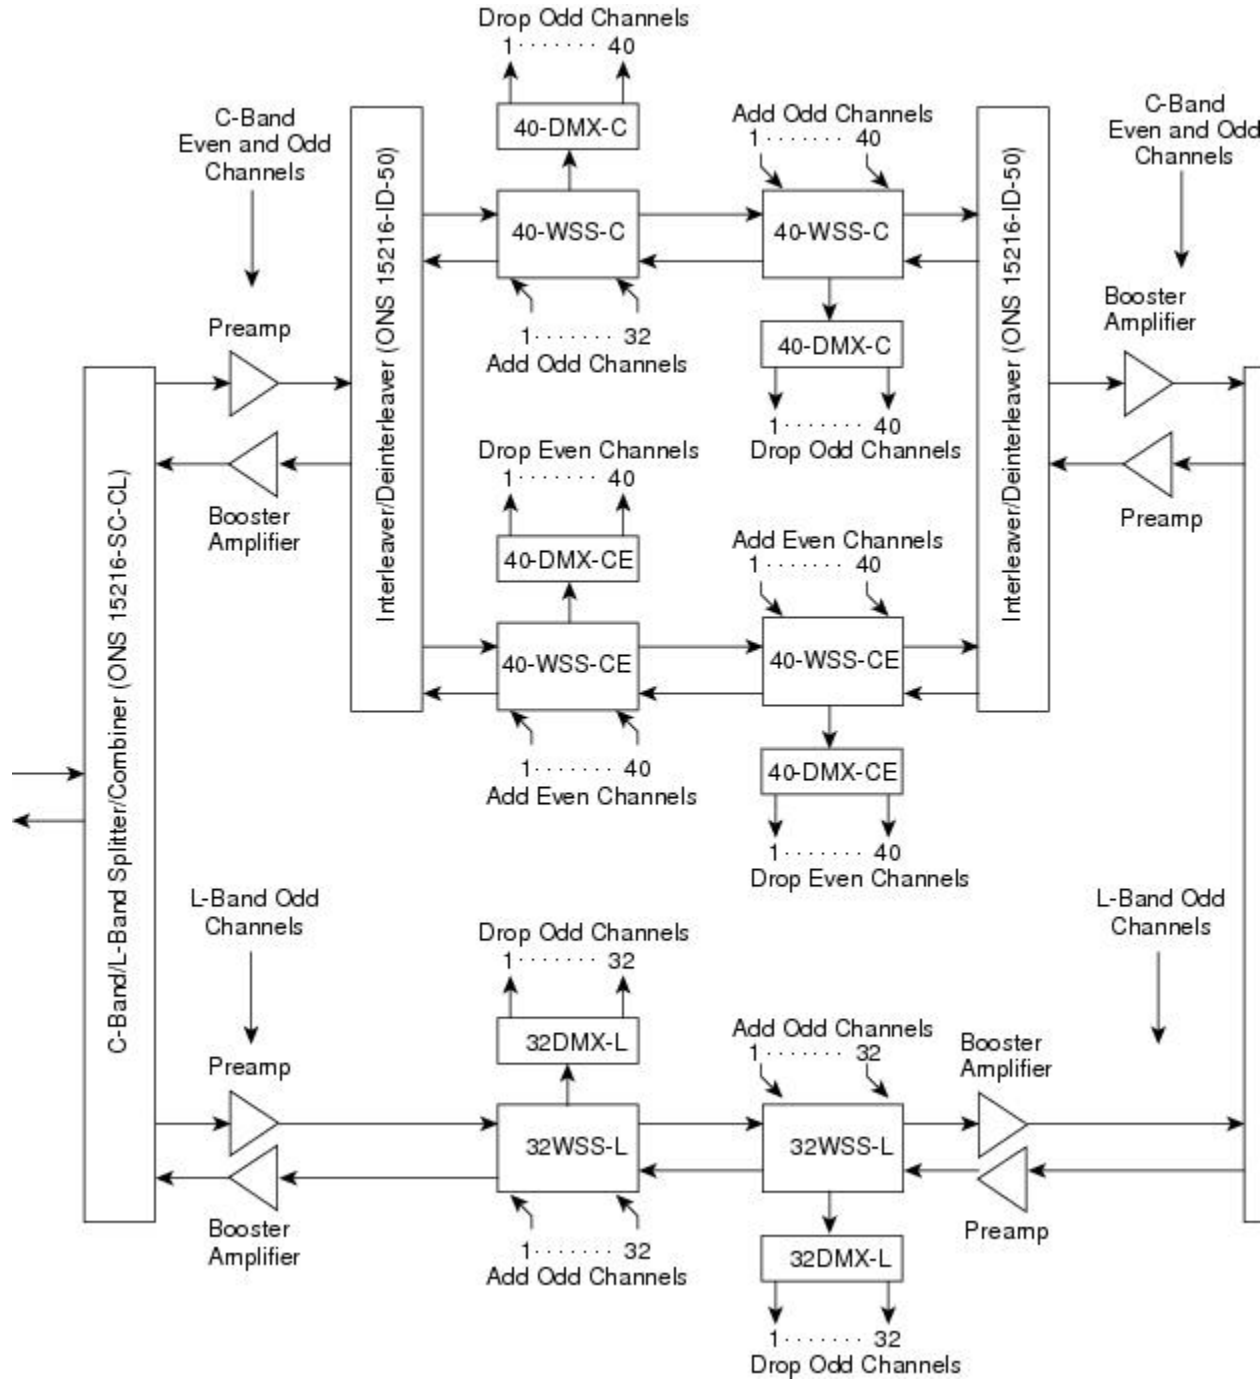 Drop Odd Channels
1 · · · · · · · 40
40-DMX-C
C-Band
Even and Odd
Channels
Add Odd Channels
1 · · · · · · · 40
C-Band
Even and Odd
Channels
Interleaver/Deinterleaver (ONS 15216-ID-50)
40-WSS-C
40-WSS-C
Interleaver/Deinterleaver (ONS 15216-ID-50)
1 · · · · · · · 32
Add Odd Channels
40-DMX-C
1 · · · · · · · 40
Drop Odd Channels
Preamp
Booster
Amplifier
Booster
Amplifier
Preamp
Drop Even Channels
1 · · · · · · · 40
40-DMX-CE
Add Even Channels
1 · · · · · · · 40
40-WSS-CE
40-WSS-CE
1 · · · · · · · 40
Add Even Channels
40-DMX-CE
1 · · · · · · · 40
Drop Even Channels
C-Band/L-Band Splitter/Combiner (ONS 15216-SC-CL)
L-Band Odd
Channels
L-Band Odd
Channels
Drop Odd Channels
1 · · · · · · · 32
32DMX-L
Add Odd Channels
1 · · · · · · · 32
Preamp
Booster
Amplifier
32WSS-L
32WSS-L
Booster
Amplifier
Preamp
1 · · · · · · · 32
Add Odd Channels
32DMX-L
1 · · · · · · · 32
Drop Odd Channels